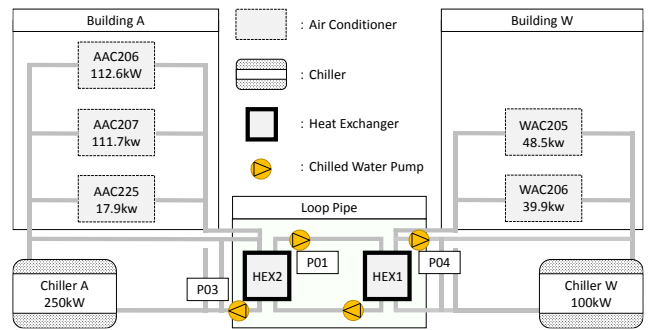 Building A
AAC206
112.6kW
AAC207
111.7kW
AAC225
17.9kw
Chiller A
250kW
: Air Conditioner
: Chiller
: Heat Exchanger
: Chilled Water Pump
Loop Pipe
P01
HEX2
HEX1
P03
P04
Building W
WAC205
48.5kw
WAC206
39.9kw
Chiller W
100kW